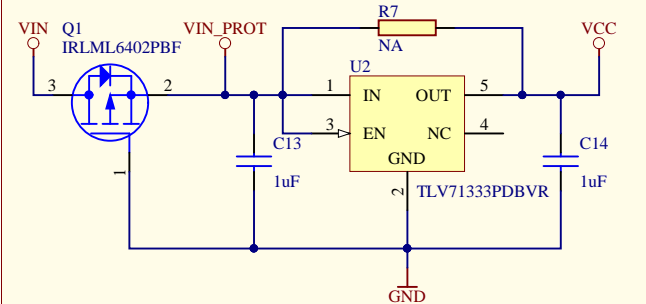 VIN
Q1
IRLML6402PBF
VIN_PROT
R7
NA
VCC
3
2
1
U2
1
IN
OUT
5
3
EN
NC
4
GND
2
TLV71333PDBVR
C13
1uF
C14
1uF
GND